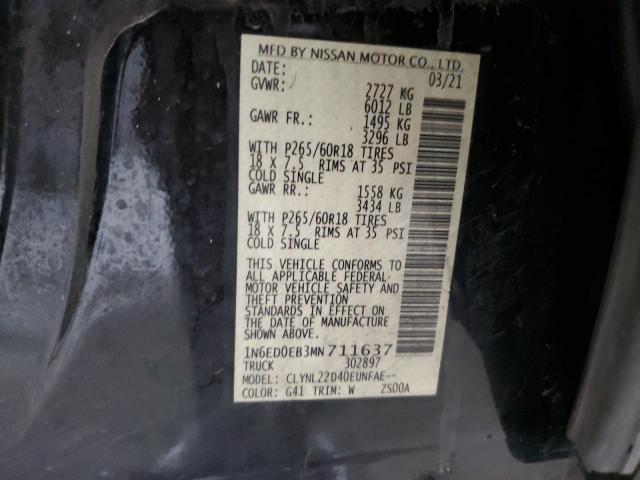 MFD BY NISSAN MOTOR CO., LTD.
DATE: 03/21
GVWR: 2727 KG
6012 LB
GAWR FR.: 1495 KG
3296 LB
WITH P265/60R18 TIRES
18 X 7.5 RIMS AT 35 PSI
COLD SINGLE
GAWR RR.: 1558 KG
3434 LB
WITH P265/60R18 TIRES
18 X 7.5 RIMS AT 35 PSI
COLD SINGLE
THIS VEHICLE CONFORMS TO
ALL APPLICABLE FEDERAL
MOTOR VEHICLE SAFETY AND
THEFT PREVENTION
STANDARDS IN EFFECT ON
THE DATE OF MANUFACTURE
SHOWN ABOVE.
1N6ED0EB3MN711637
TRUCK 302897
MODEL: CLYNL22D40EUNFAE--
COLOR: G41 TRIM: W ZS00A